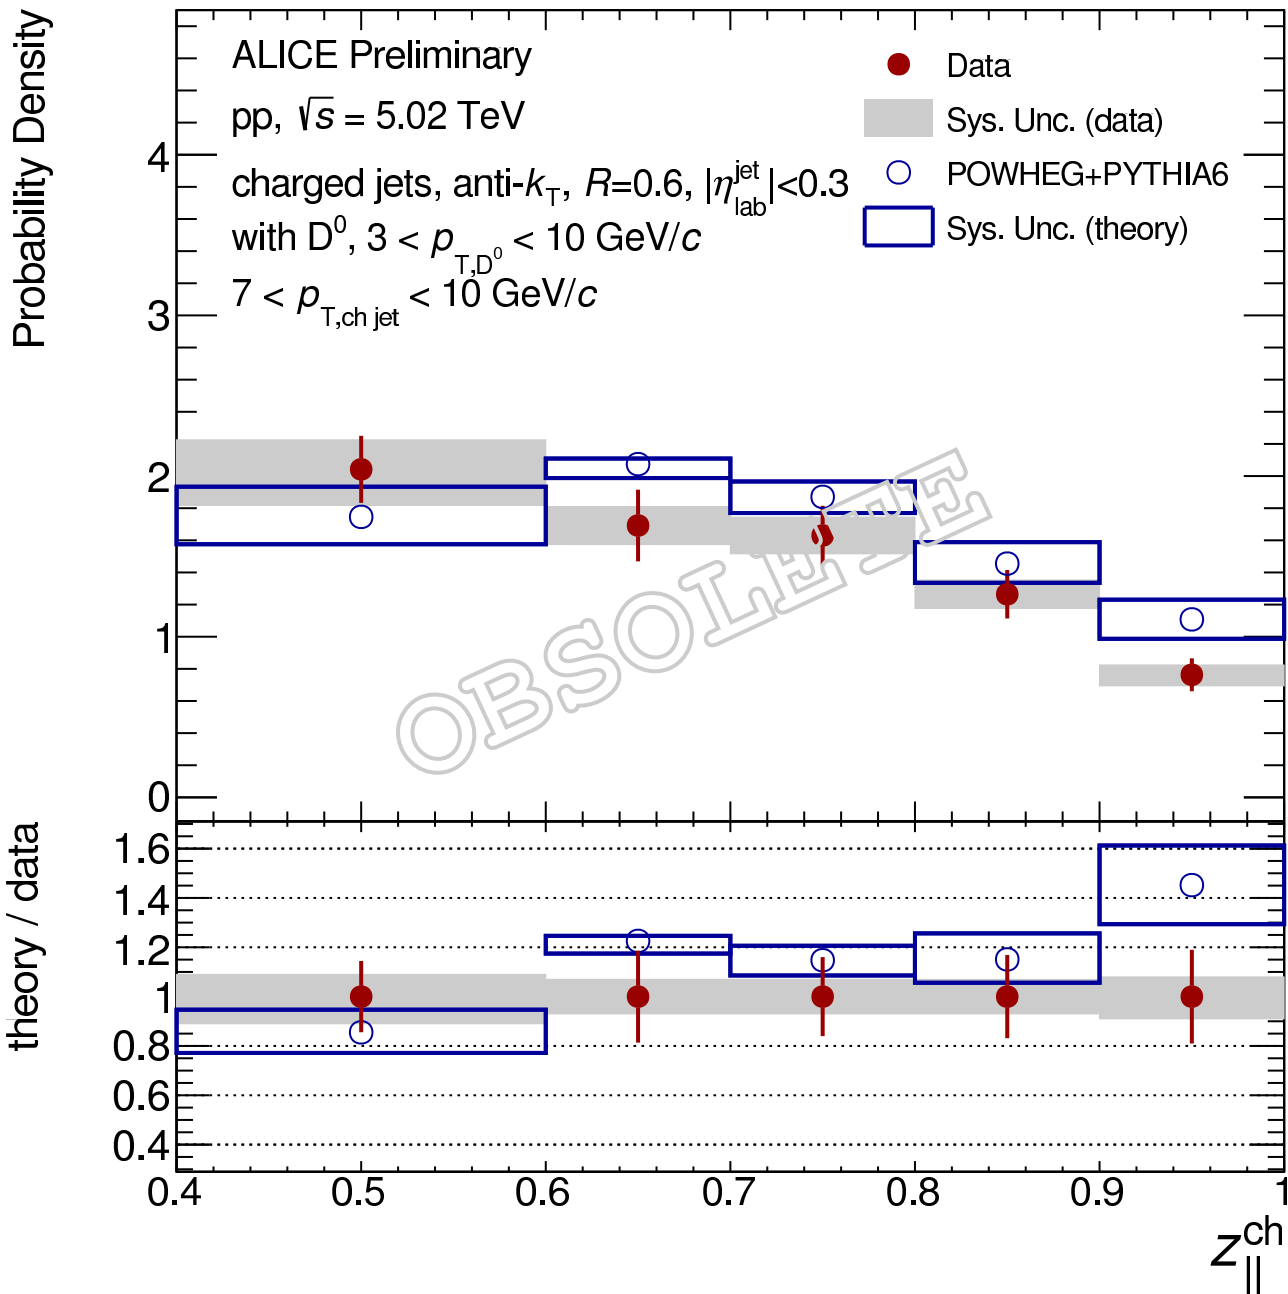 Probability Density
ALICE Preliminary
pp, √s = 5.02 TeV
charged jets, anti-kT, R=0.6, |ηlabjet|<0.3
with D0, 3 < pT,D0 < 10 GeV/c
7 < pT,ch jet < 10 GeV/c
Data
Sys. Unc. (data)
POWHEG+PYTHIA6
Sys. Unc. (theory)
4
3
2
1
0
OBSOLETE
theory / data
1.6
1.4
1.2
1
0.8
0.6
0.4
0.4 0.5 0.6 0.7 0.8 0.9 1
z||ch